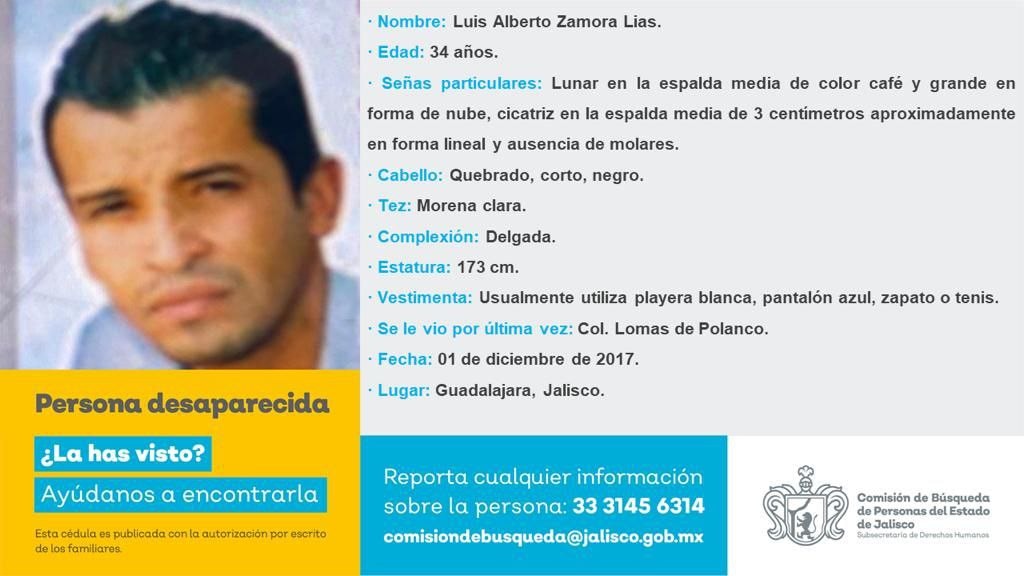 · Nombre: Luis Alberto Zamora Lias.
· Edad: 34 años.
· Señas particulares: Lunar en la espalda media de color café y grande en
forma de nube, cicatriz en la espalda media de 3 centímetros aproximadamente
en forma lineal y ausencia de molares.
· Cabello: Quebrado, corto, negro.
· Tez: Morena clara.
· Complexión: Delgada.
· Estatura: 173 cm.
· Vestimenta: Usualmente utiliza playera blanca, pantalón azul, zapato o tenis.
· Se le vio por última vez: Col. Lomas de Polanco.
· Fecha: 01 de diciembre de 2017.
· Lugar: Guadalajara, Jalisco.
Persona desaparecida
¿La has visto?
Ayúdanos a encontrarla
Esta cédula es publicada con la autorización por escrito
de los familiares.
Reporta cualquier información
sobre la persona: 33 3145 6314
comisiondebusqueda@jalisco.gob.mx
Comisión de Búsqueda
de Personas del Estado
de Jalisco
Subsecretaría de Derechos Humanos